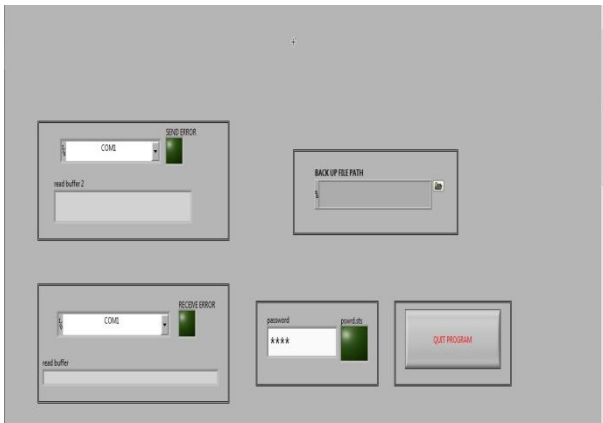 SEND ERROR
COM1
read buffer 2
BACK UP FILE PATH
RECEIVE ERROR
COM1
read buffer
password
pswrd.sts
****
QUIT PROGRAM